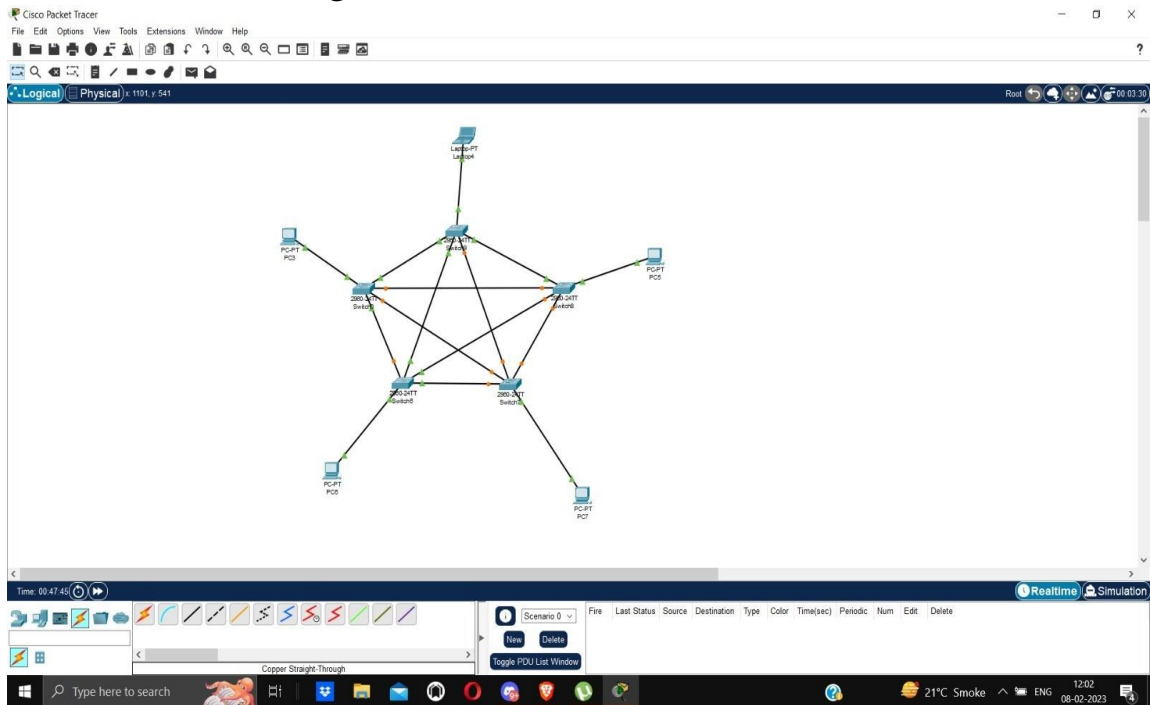 Cisco Packet Tracer
File Edit Options View Tools Extensions Window Help
?
Logical Physical x: 1101, y: 541
Root 00:03:30
Laptop-PT
Laptop4
PC-PT
PC3
2960-24TT
PC-PT
PC5
2960-24TT
2960-24TT
2960-24TT
2960-24TT
PC-PT
PC6
PC-PT
PC7
Time: 00:47:45
Realtime Simulation
Scenario 0
Fire Last Status Source Destination Type Color Time(sec) Periodic Num Edit Delete
New Delete
Toggle PDU List Window
Copper Straight-Through
Type here to search
21°C Smoke ENG
12:02
08-02-2023
4